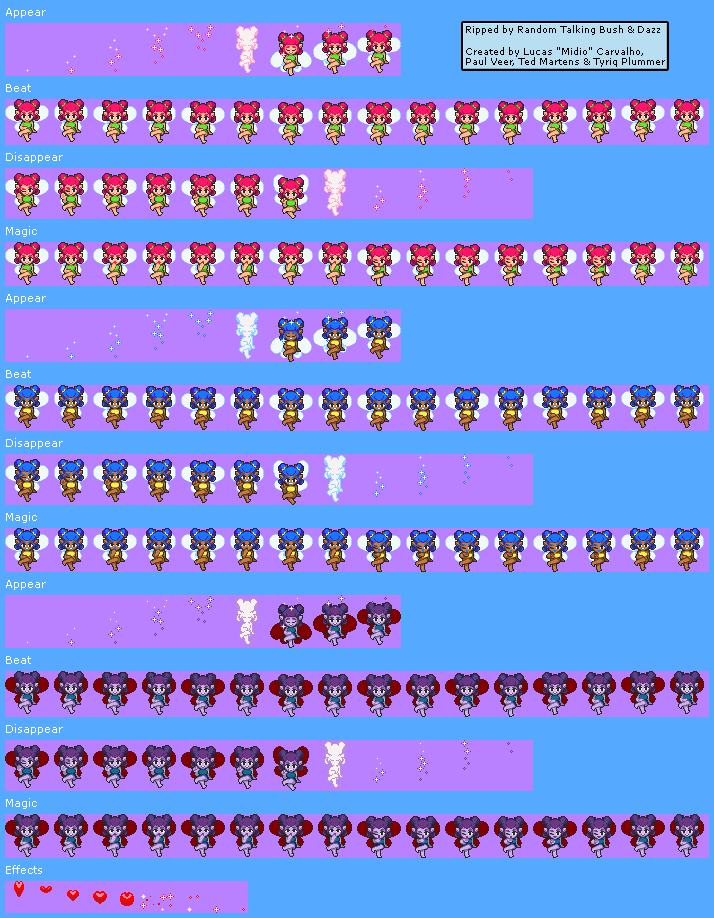 Appear
Ripped by Random Talking Bush & Dazz
Created by Lucas "Midio" Carvalho,
Paul Veer, Ted Martens & Tyriq Plummer
Beat
Disappear
Magic
Appear
Beat
Disappear
Magic
Appear
Beat
Disappear
Magic
Effects